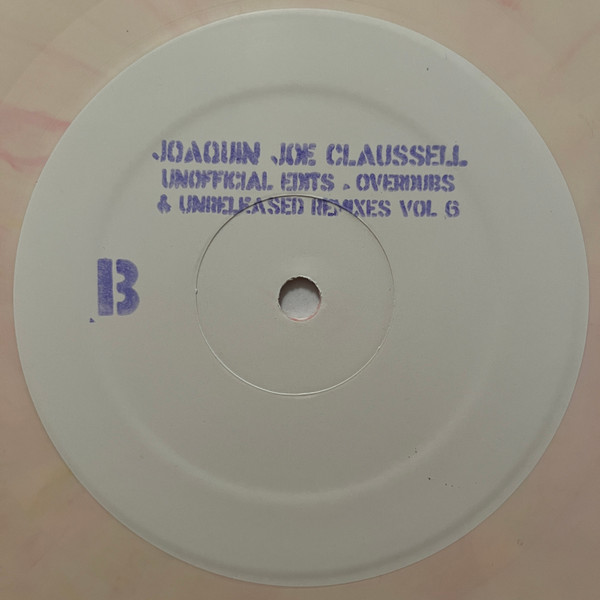 JOAQUIN JOE CLAUSSELL
UNOFFICIAL EDITS . OVERDUBS
& UNRELEASED REMIXES VOL 6
B